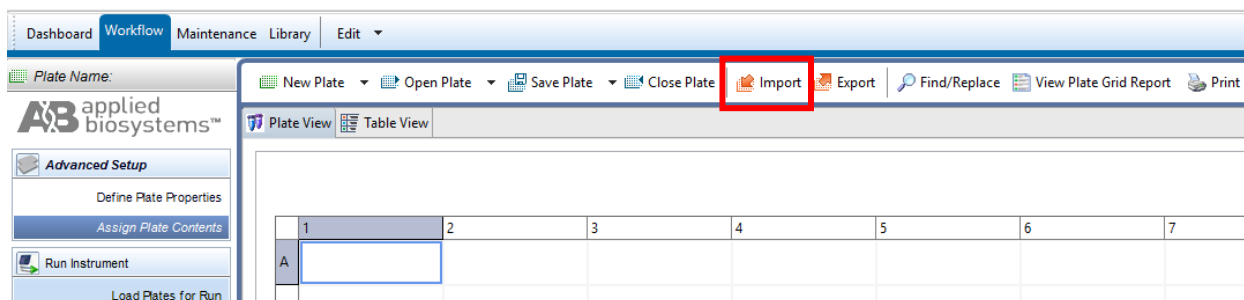 Dashboard Workflow Maintenance Library Edit
Plate Name:
New Plate Open Plate Save Plate Close Plate Import Export Find/Replace View Plate Grid Report Print
AB applied biosystems™
Plate View Table View
Advanced Setup
Define Plate Properties
Assign Plate Contents
1 2 3 4 5 6 7
A
Run Instrument
Load Plates for Run